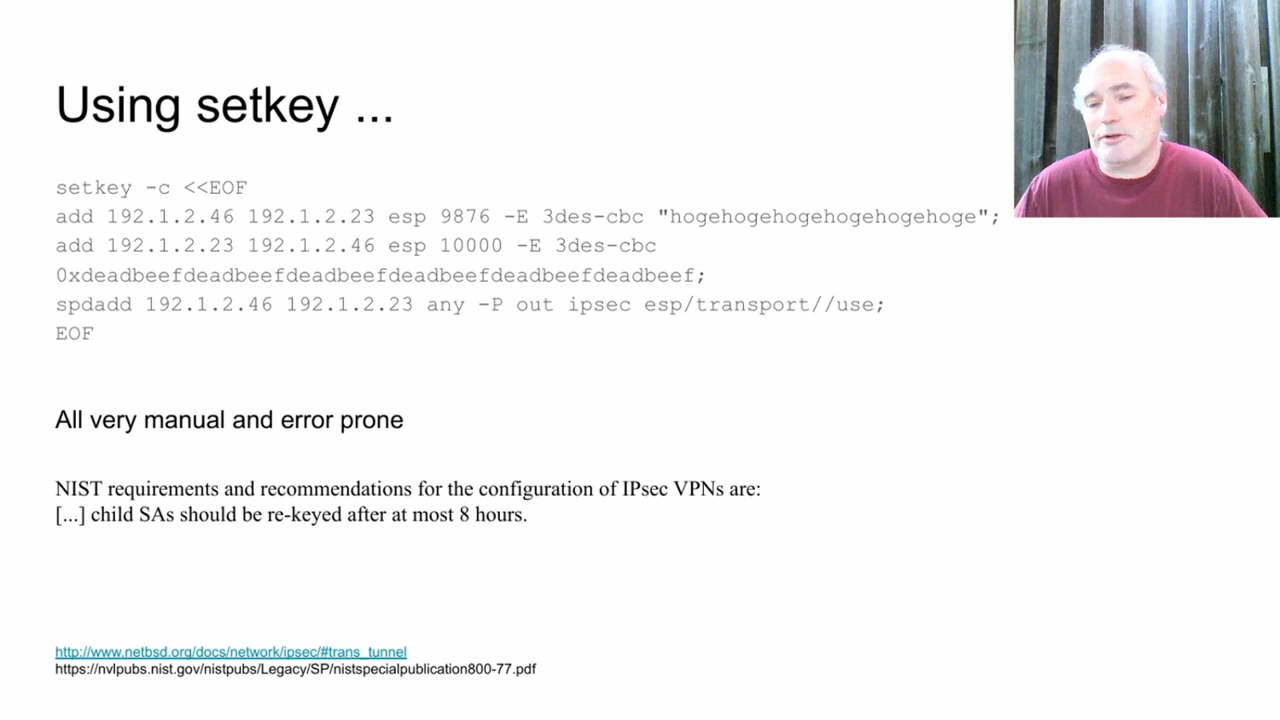 Using setkey ...
setkey -c <<EOF
add 192.1.2.46 192.1.2.23 esp 9876 -E 3des-cbc "hogehogehogehogehogehoge";
add 192.1.2.23 192.1.2.46 esp 10000 -E 3des-cbc
0xdeadbeefdeadbeefdeadbeefdeadbeefdeadbeefdeadbeef;
spdadd 192.1.2.46 192.1.2.23 any -P out ipsec esp/transport//use;
EOF
All very manual and error prone
NIST requirements and recommendations for the configuration of IPsec VPNs are:
[...] child SAs should be re-keyed after at most 8 hours.
http://www.netbsd.org/docs/network/ipsec/#trans_tunnel
https://nvlpubs.nist.gov/nistpubs/Legacy/SP/nistspecialpublication800-77.pdf